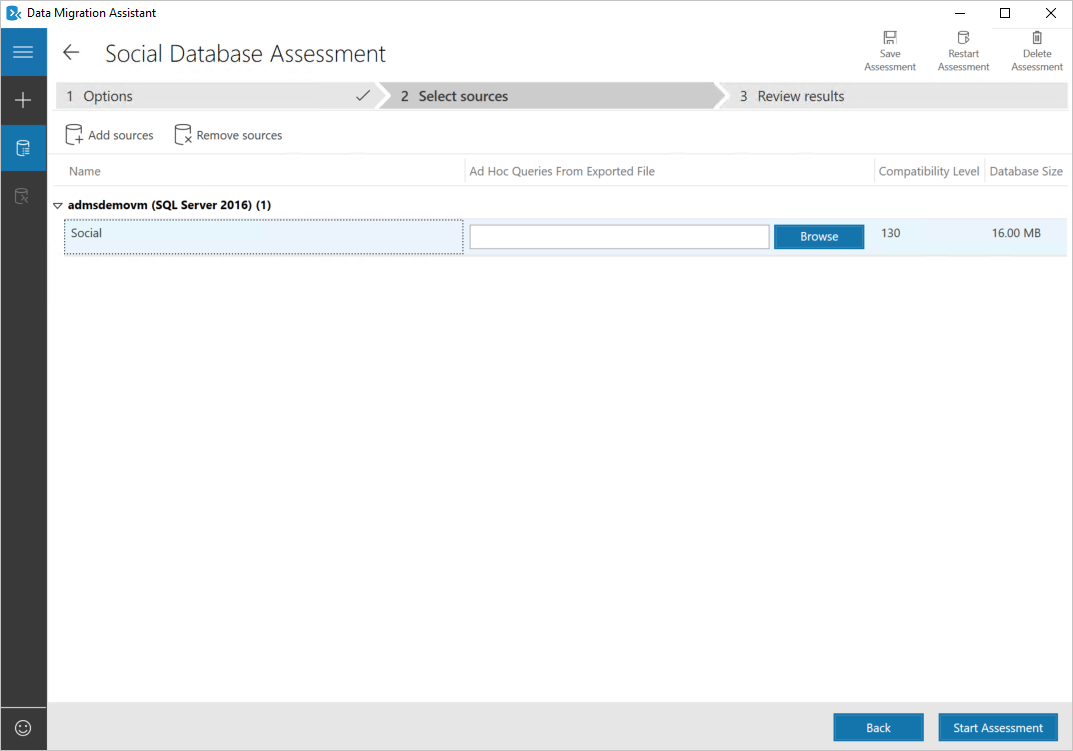 Data Migration Assistant
Social Database Assessment
Save Assessment
Restart Assessment
Delete Assessment
1 Options
2 Select sources
3 Review results
Add sources
Remove sources
Name
Ad Hoc Queries From Exported File
Compatibility Level
Database Size
admsdemovm (SQL Server 2016) (1)
Social
Browse
130
16.00 MB
Back
Start Assessment